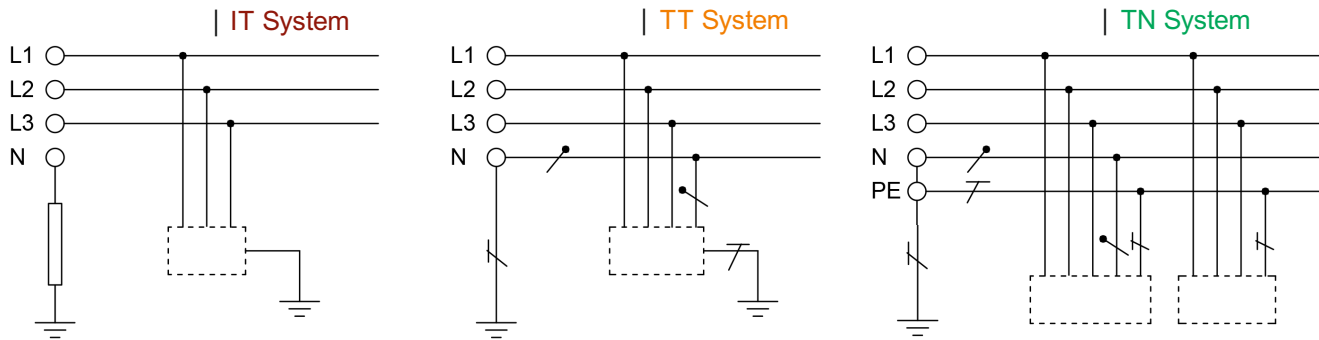 | IT System
L1
L2
L3
N
| TT System
L1
L2
L3
N
| TN System
L1
L2
L3
N
PE